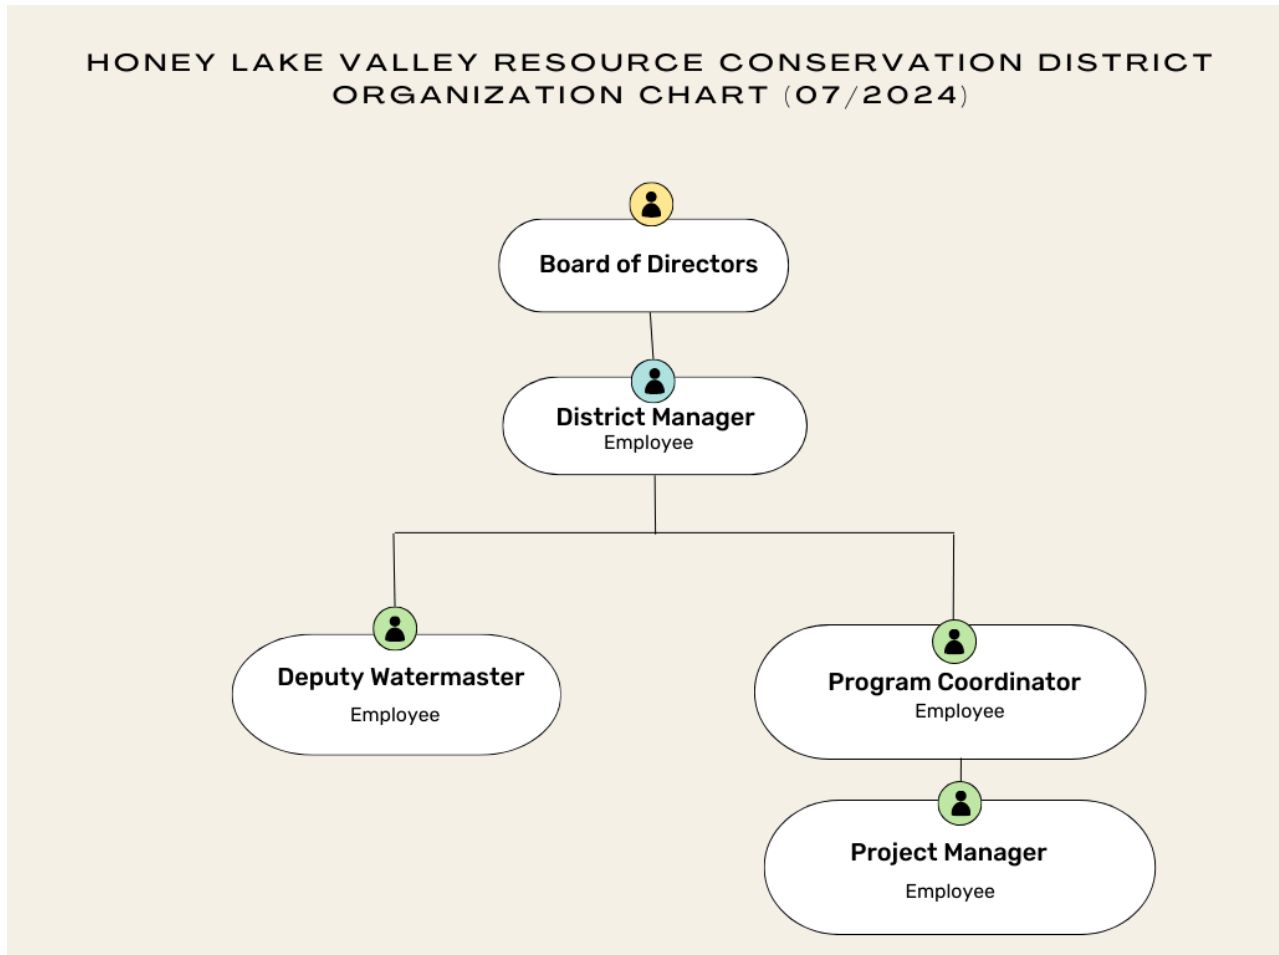 HONEY LAKE VALLEY RESOURCE CONSERVATION DISTRICT
ORGANIZATION CHART (07/2024)
Board of Directors
District Manager
Employee
Deputy Watermaster
Employee
Program Coordinator
Employee
Project Manager
Employee